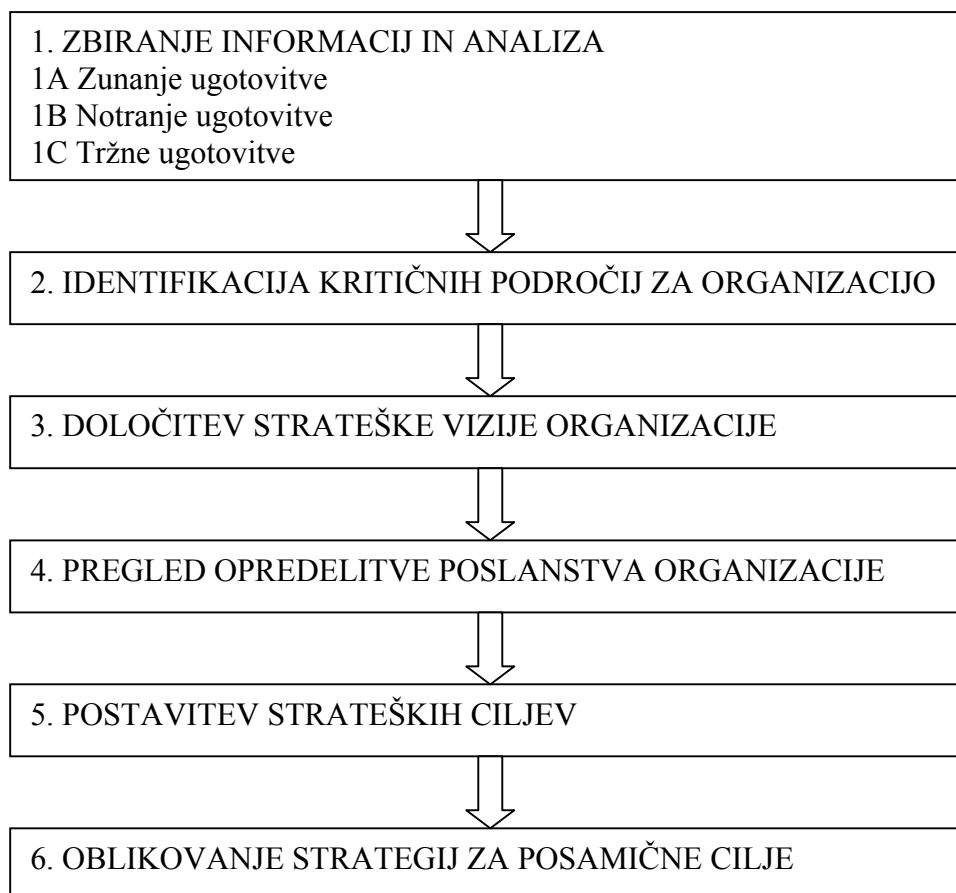 1. ZBIRANJE INFORMACIJ IN ANALIZA
1A Zunanje ugotovitve
1B Notranje ugotovitve
1C Tržne ugotovitve
2. IDENTIFIKACIJA KRITIČNIH PODROČIJ ZA ORGANIZACIJO
3. DOLOČITEV STRATEŠKE VIZIJE ORGANIZACIJE
4. PREGLED OPREDELITVE POSLANSTVA ORGANIZACIJE
5. POSTAVITEV STRATEŠKIH CILJEV
6. OBLIKOVANJE STRATEGIJ ZA POSAMIČNE CILJE